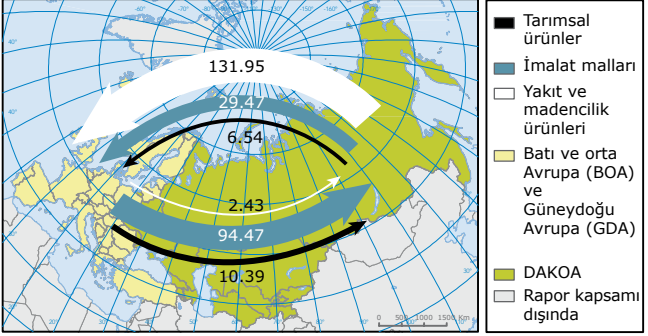 131.95
29.47
6.54
2.43
94.47
10.39
0 500 1000 1500 Km
Tarımsal
ürünler
İmalat malları
Yakıt ve
madencilik
ürünleri
Batı ve orta
Avrupa (BOA)
ve
Güneydoğu
Avrupa (GDA)
DAKOA
Rapor kapsamı
dışında